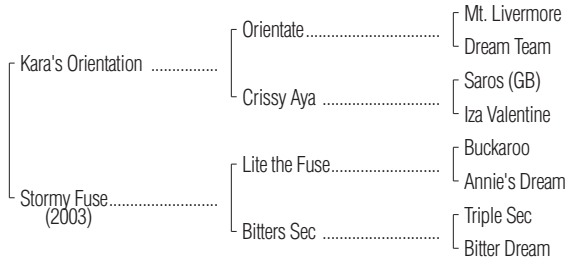 Mt. Livermore
Orientate
Dream Team
Kara's Orientation
Saros (GB)
Crissy Aya
Iza Valentine
Buckaroo
Lite the Fuse
Annie's Dream
Stormy Fuse
(2003)
Triple Sec
Bitters Sec
Bitter Dream